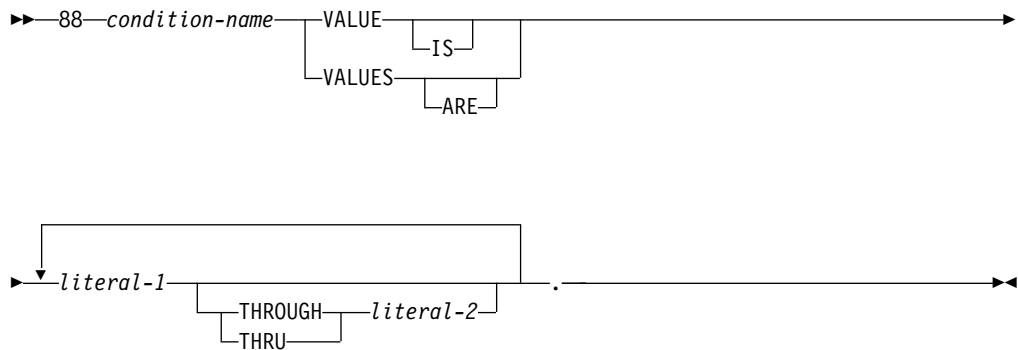 88 condition-name VALUE
IS
VALUES
ARE
literal-1
THROUGH literal-2
THRU
.